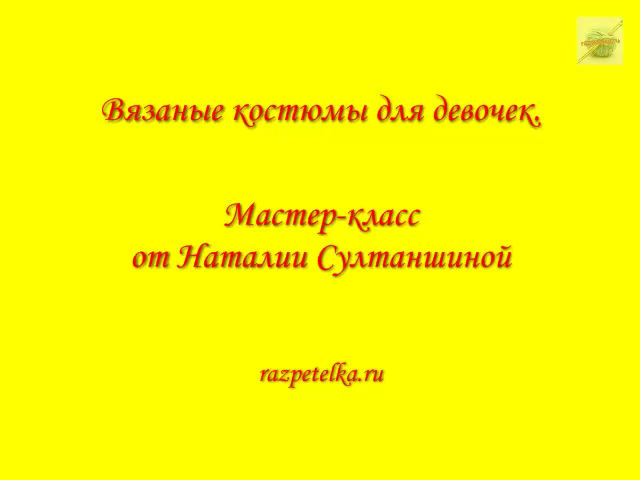 Вязаные костюмы для девочек.
Мастер-класс
от Наталии Султаншиной
razpetelka.ru